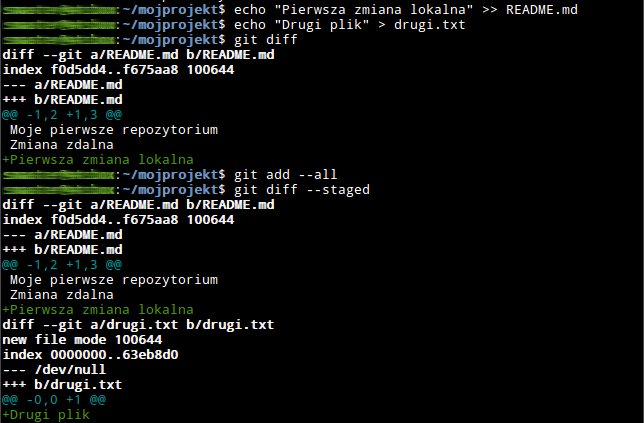 :~/mojprojekt$ echo "Pierwsza zmiana lokalna" >> README.md
:~/mojprojekt$ echo "Drugi plik" > drugi.txt
:~/mojprojekt$ git diff
diff --git a/README.md b/README.md
index f0d5dd4..f675aa8 100644
--- a/README.md
+++ b/README.md
@@ -1,2 +1,3 @@
 Moje pierwsze repozytorium
 Zmiana zdalna
+Pierwsza zmiana lokalna
:~/mojprojekt$ git add --all
:~/mojprojekt$ git diff --staged
diff --git a/README.md b/README.md
index f0d5dd4..f675aa8 100644
--- a/README.md
+++ b/README.md
@@ -1,2 +1,3 @@
 Moje pierwsze repozytorium
 Zmiana zdalna
+Pierwsza zmiana lokalna
diff --git a/drugi.txt b/drugi.txt
new file mode 100644
index 0000000..63eb8d0
--- /dev/null
+++ b/drugi.txt
@@ -0,0 +1 @@
+Drugi plik